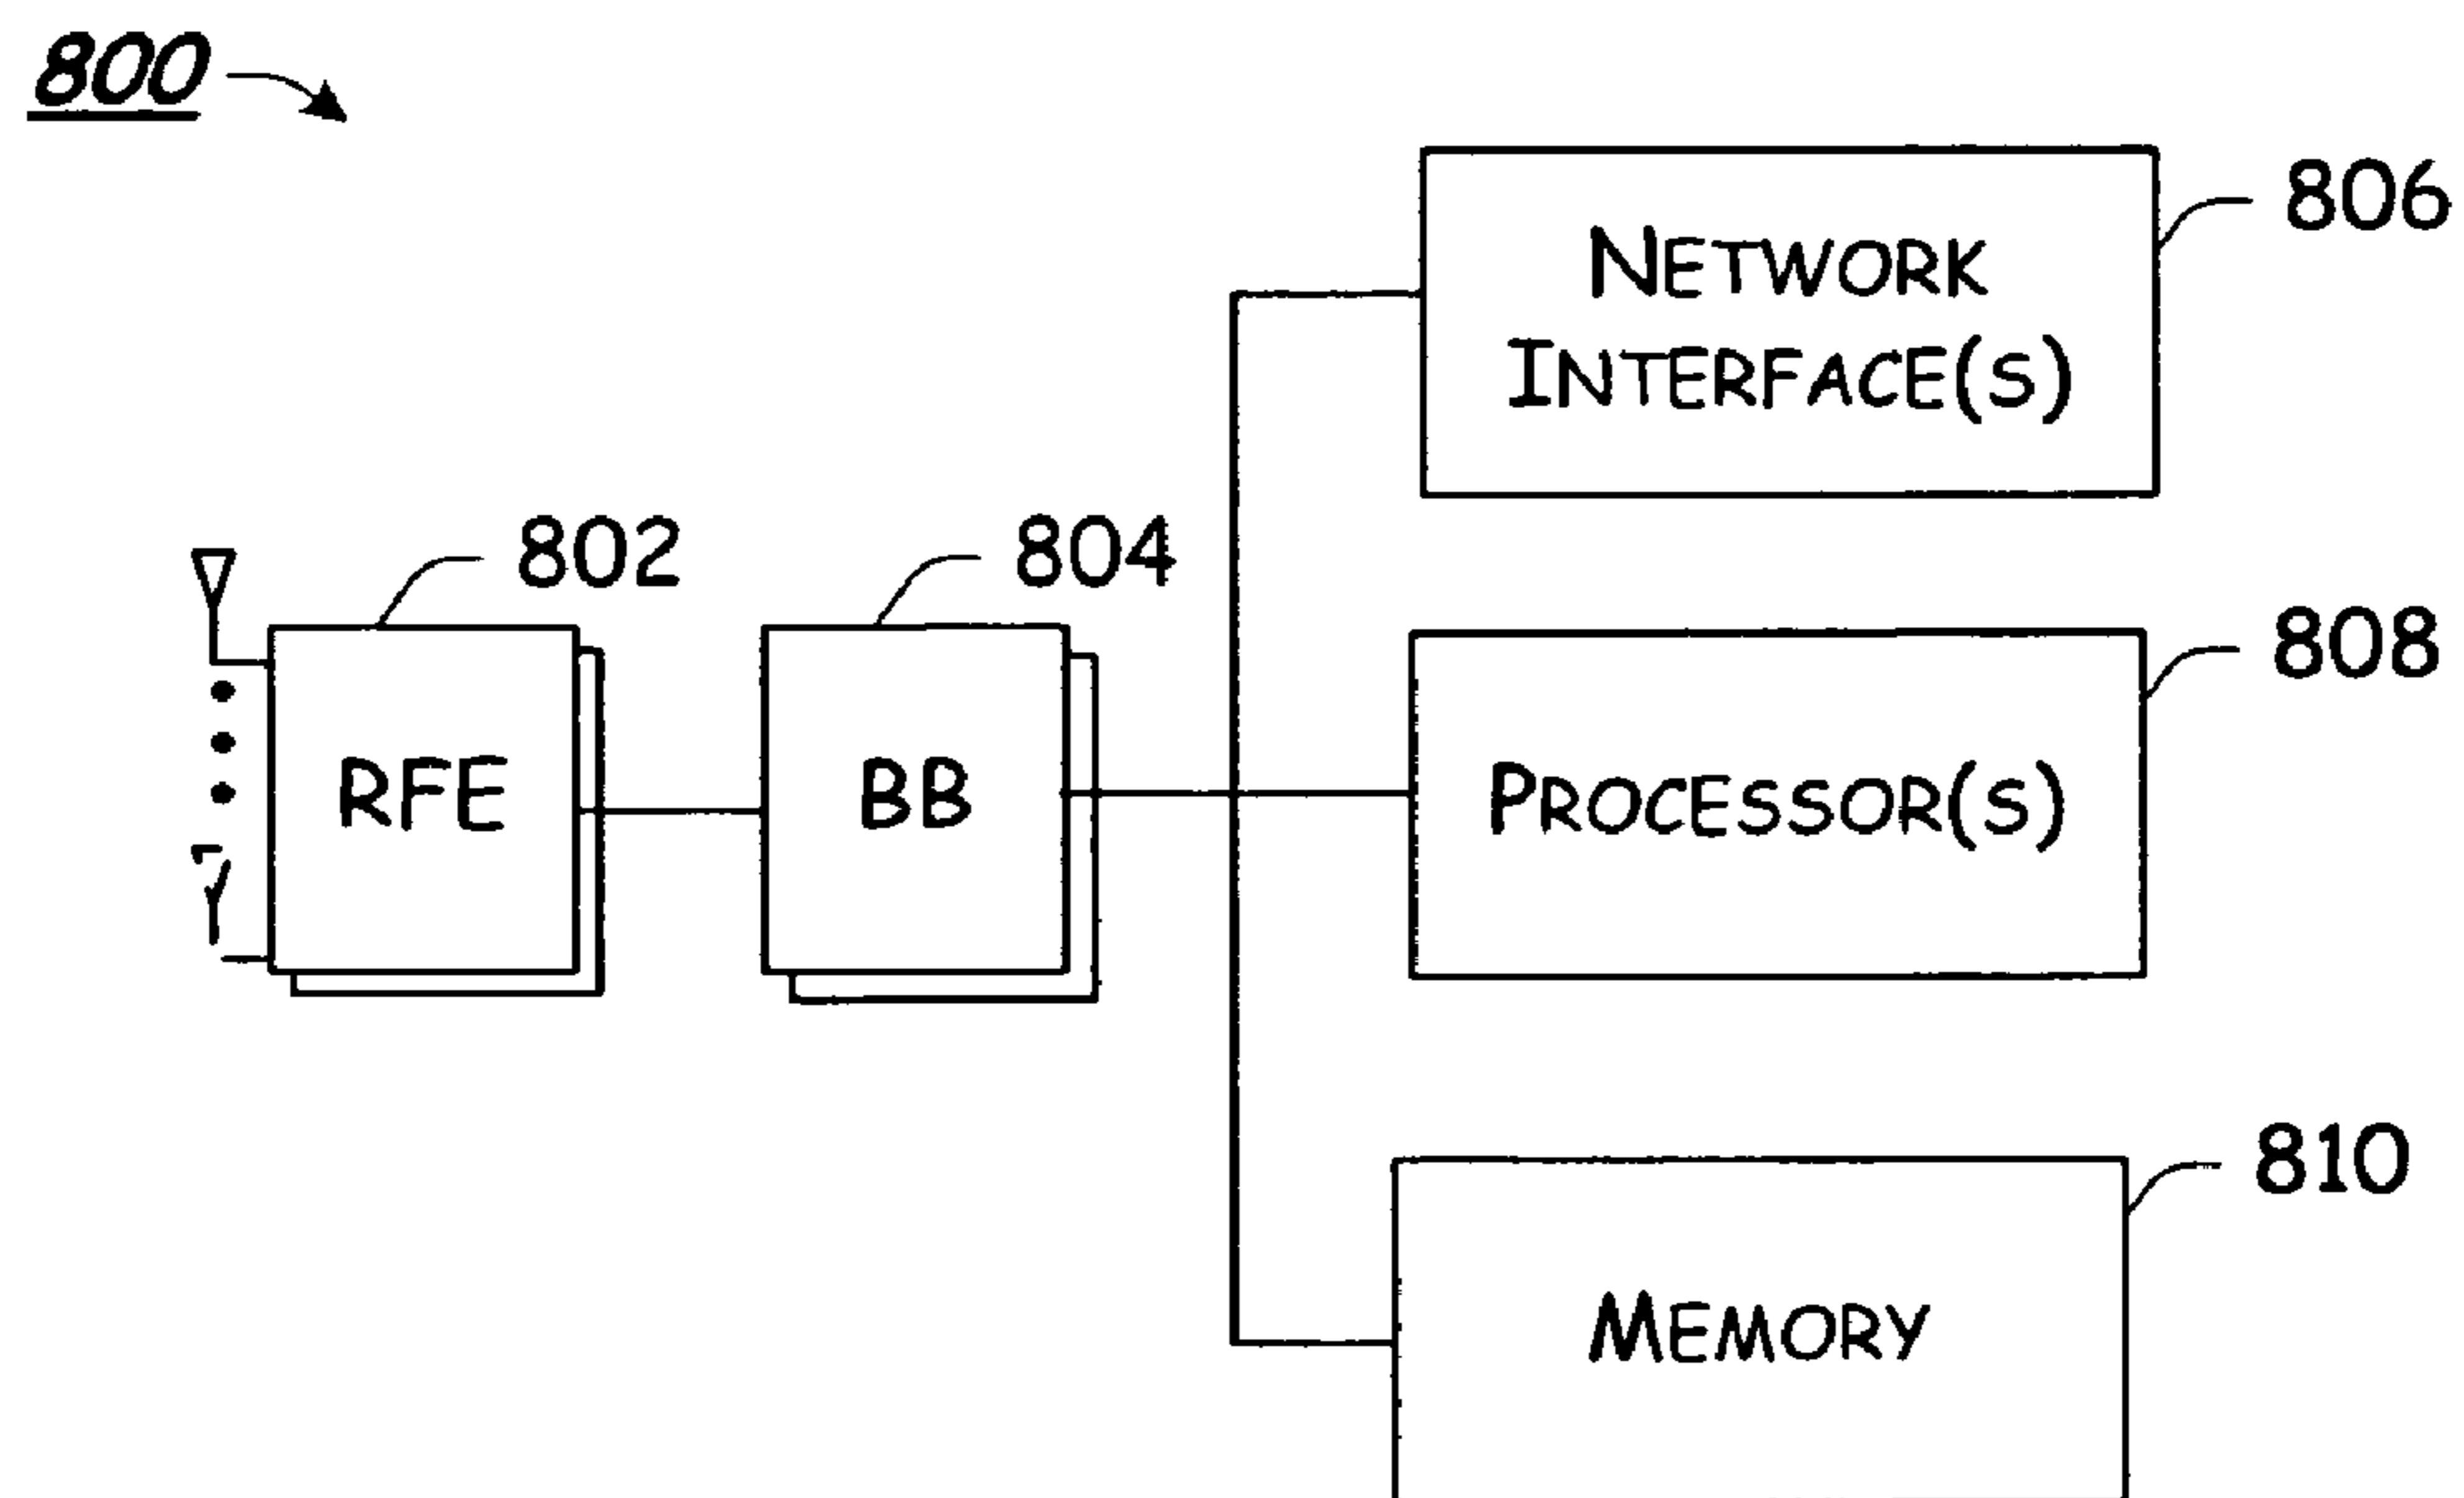 800
806
NETWORK
INTERFACE(S)
802
804
808
RFE
BB
PROCESSOR(S)
810
MEMORY